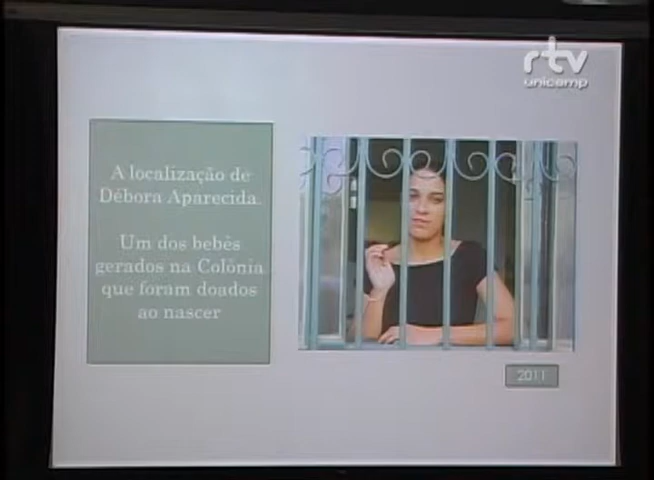 rtv
unicamp
A localização de
Débora Aparecida.
Um dos bebês
gerados na Colônia
que foram doados
ao nascer
2011